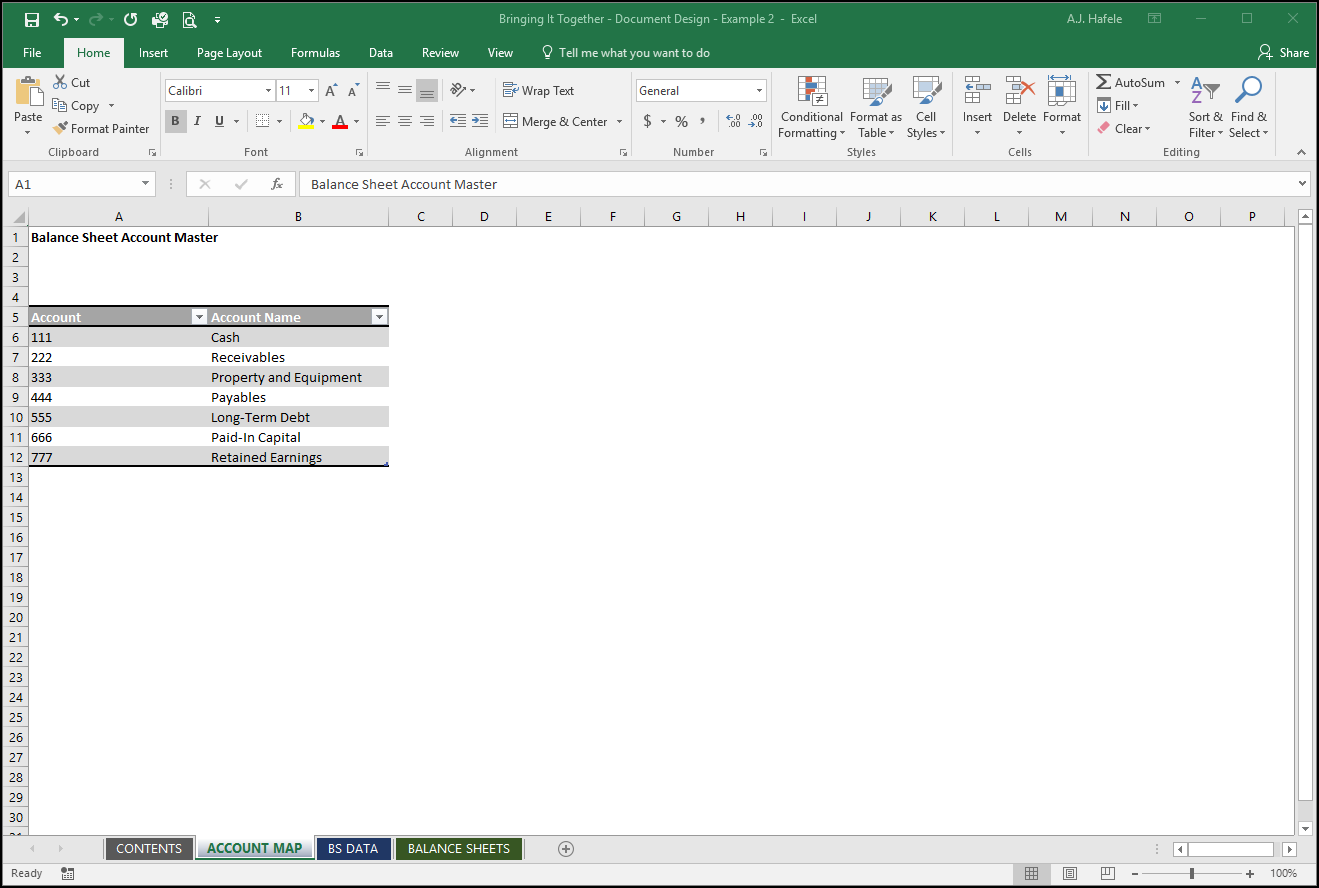 Bringing It Together - Document Design - Example 2 - Excel
A.J. Hafele
File Home Insert Page Layout Formulas Data Review View Tell me what you want to do Share
Paste
Cut
Copy
Format Painter
Clipboard
Calibri 11
B I U
Font
Wrap Text
Merge & Center
Alignment
General
$ % ,
Number
Conditional Formatting
Format as Table
Cell Styles
Styles
Insert Delete Format
Cells
AutoSum
Fill
Clear
Sort & Filter
Find & Select
Editing
A1 fx Balance Sheet Account Master
A B C D E F G H I J K L M N O P
1 Balance Sheet Account Master
2
3
4
5 Account Account Name
6 111 Cash
7 222 Receivables
8 333 Property and Equipment
9 444 Payables
10 555 Long-Term Debt
11 666 Paid-In Capital
12 777 Retained Earnings
13
14
15
16
17
18
19
20
21
22
23
24
25
26
27
28
29
30
CONTENTS ACCOUNT MAP BS DATA BALANCE SHEETS
Ready 100%